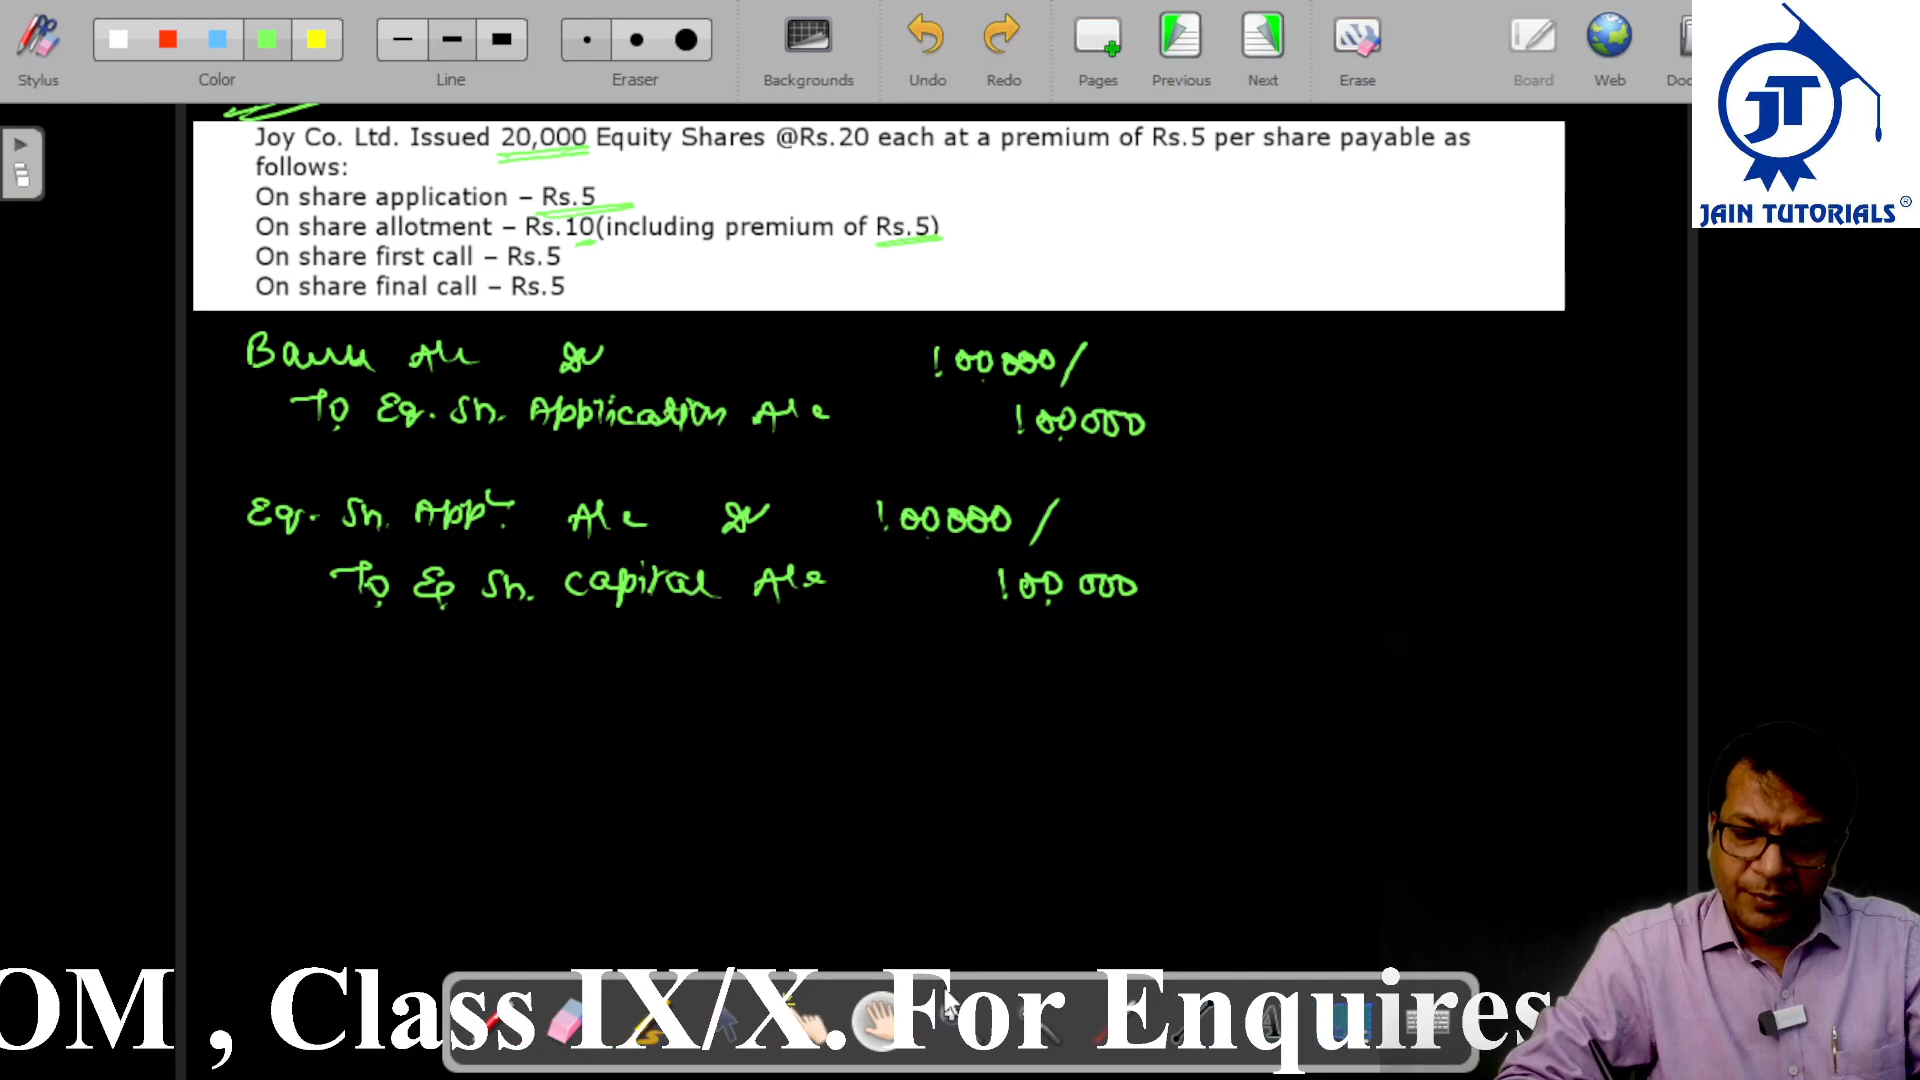 Stylus
Color
Line
Eraser
Backgrounds
Undo
Redo
Pages
Previous
Next
Erase
Board
Web
Doc
JT
JAIN TUTORIALS®
Joy Co. Ltd. Issued 20,000 Equity Shares @Rs.20 each at a premium of Rs.5 per share payable as
follows:
On share application – Rs.5
On share allotment – Rs.10(including premium of Rs.5)
On share first call – Rs.5
On share final call – Rs.5
Bank A/c Dr 100000/
To Eq. Sh. Application A/c 100000
Eq. Sh. Appl. A/c Dr 100000/
To Eq Sh. capital A/c 100000
OM , Class IX/X. For Enquires